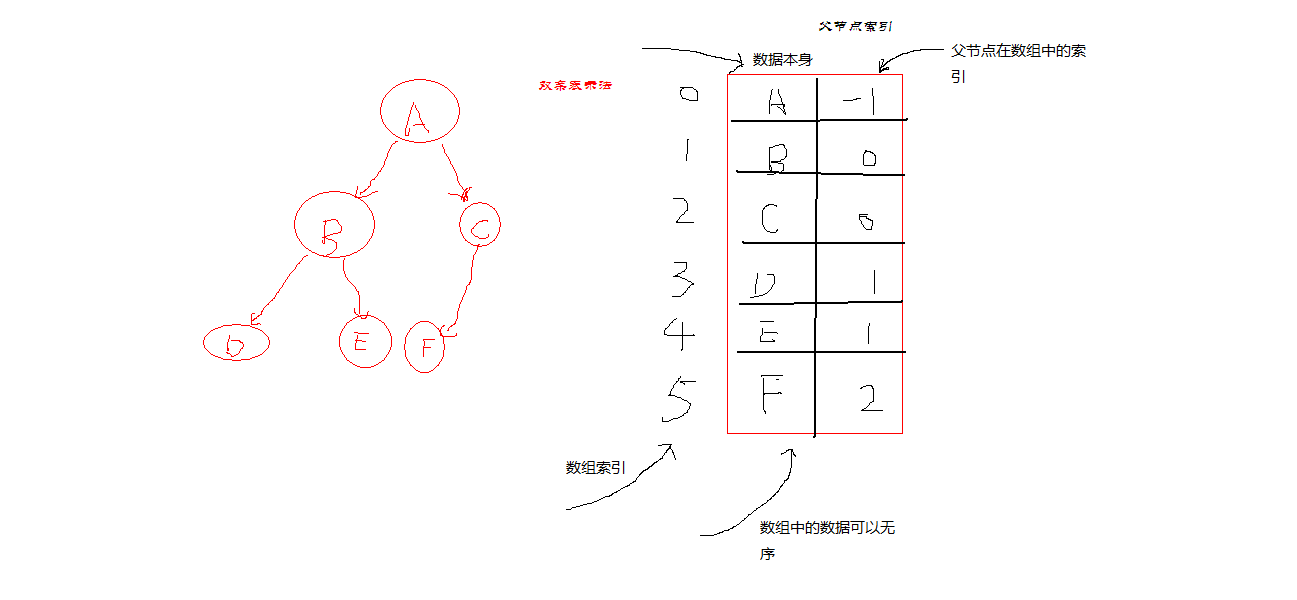 父节点索引
父节点在数组中的索
引
数据本身
双亲表示法
0 A -1
1 B 0
2 C 0
3 D 1
4 E 1
5 F 2
A
B C
D E F
数组索引
数组中的数据可以无
序